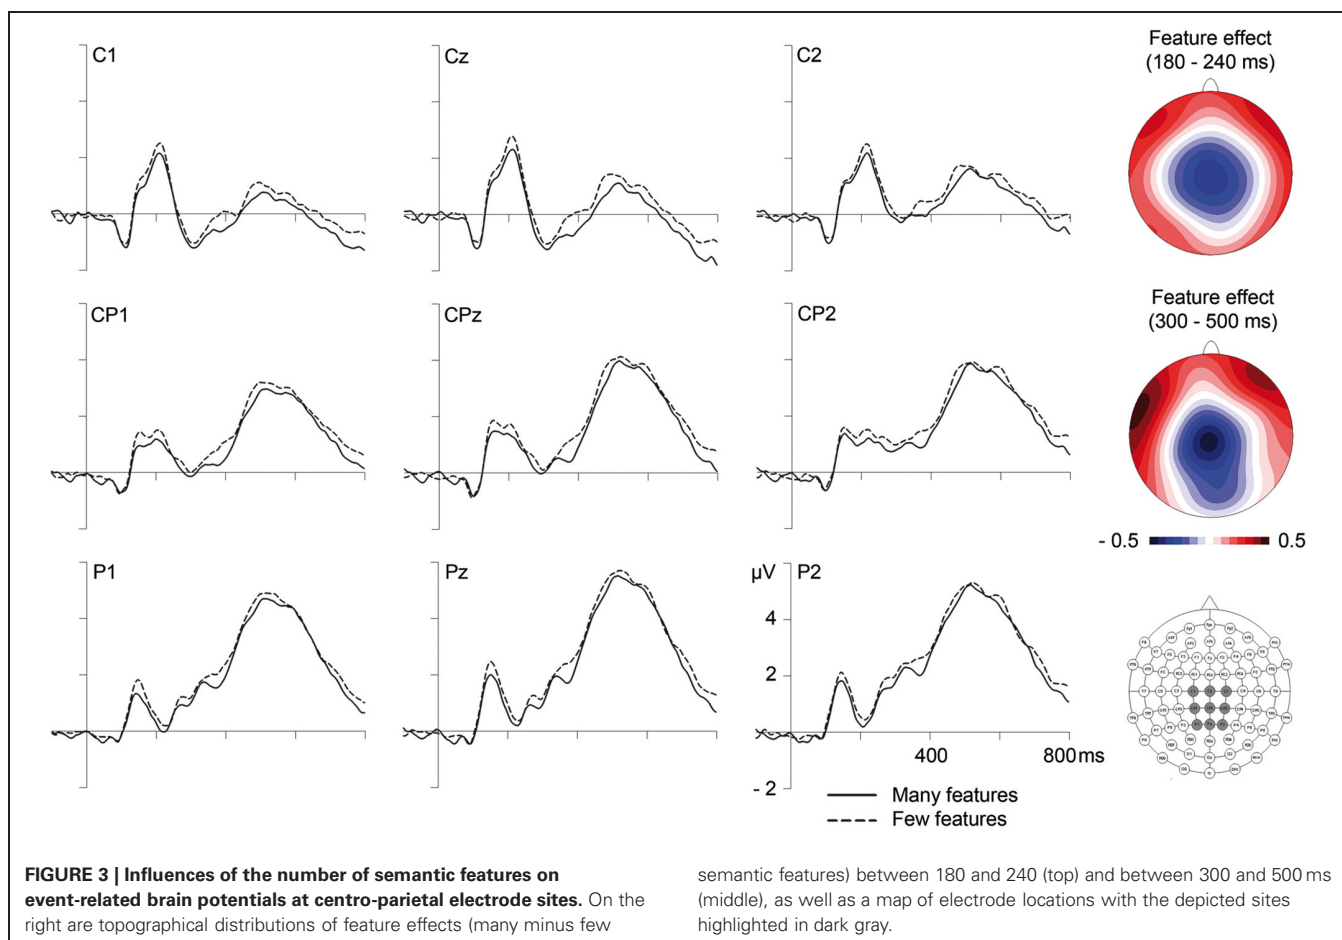 C1
Cz
C2
Feature effect
(180 - 240 ms)
CP1
CPz
CP2
Feature effect
(300 - 500 ms)
- 0.5
0.5
P1
Pz
µV
P2
4
2
400
800 ms
- 2
Many features
Few features
FIGURE 3 | Influences of the number of semantic features on
event-related brain potentials at centro-parietal electrode sites. On the
right are topographical distributions of feature effects (many minus few
semantic features) between 180 and 240 (top) and between 300 and 500 ms
(middle), as well as a map of electrode locations with the depicted sites
highlighted in dark gray.